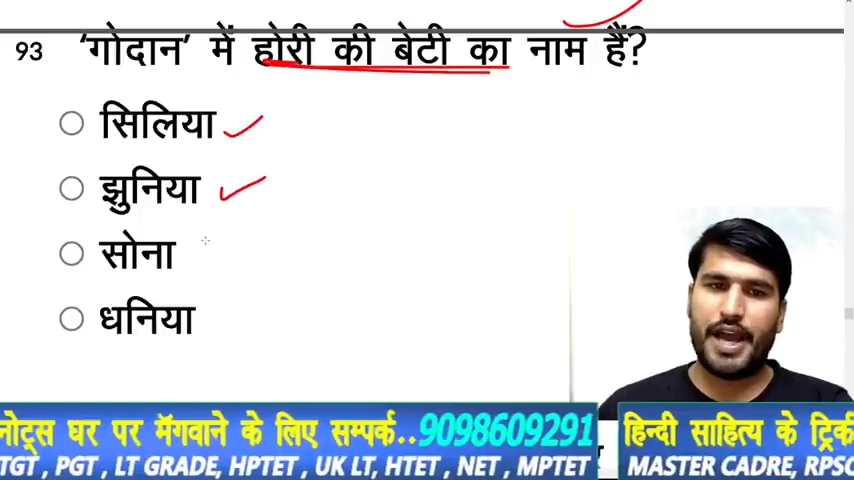 93 ‘गोदान’ में होरी की बेटी का नाम हैं?
सिलिया
झुनिया
सोना
धनिया
नोट्स घर पर मॅगवाने के लिए सम्पर्क..9098609291
हिन्दी साहित्य के ट्रिकी
TGT , PGT , LT GRADE, HPTET , UK LT, HTET , NET , MPTET
MASTER CADRE, RPSC